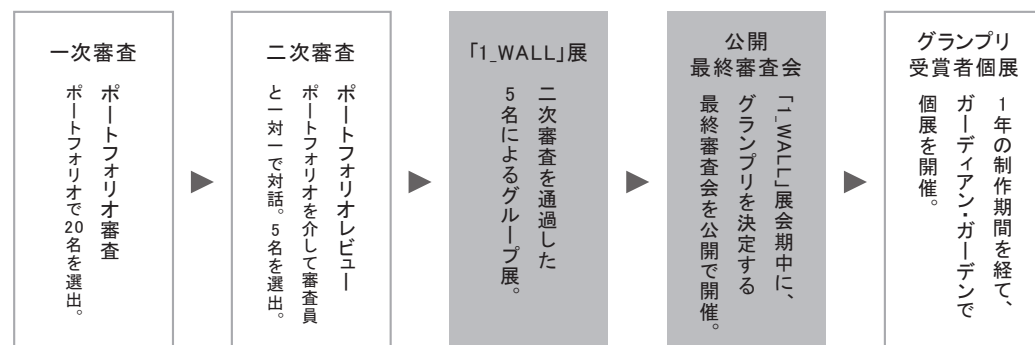 一次審査
ポートフォリオ審査
ポートフォリオで20名を選出。
二次審査
ポートフォリオレビュー
ポートフォリオを介して審査員
と一対一で対話。5名を選出。
「1_WALL」展
二次審査を通過した
5名によるグループ展。
公開
最終審査会
「1_WALL」展会期中に、
グランプリを決定する
最終審査会を公開で開催。
グランプリ
受賞者個展
1年の制作期間を経て、
ガーディアン・ガーデンで
個展を開催。